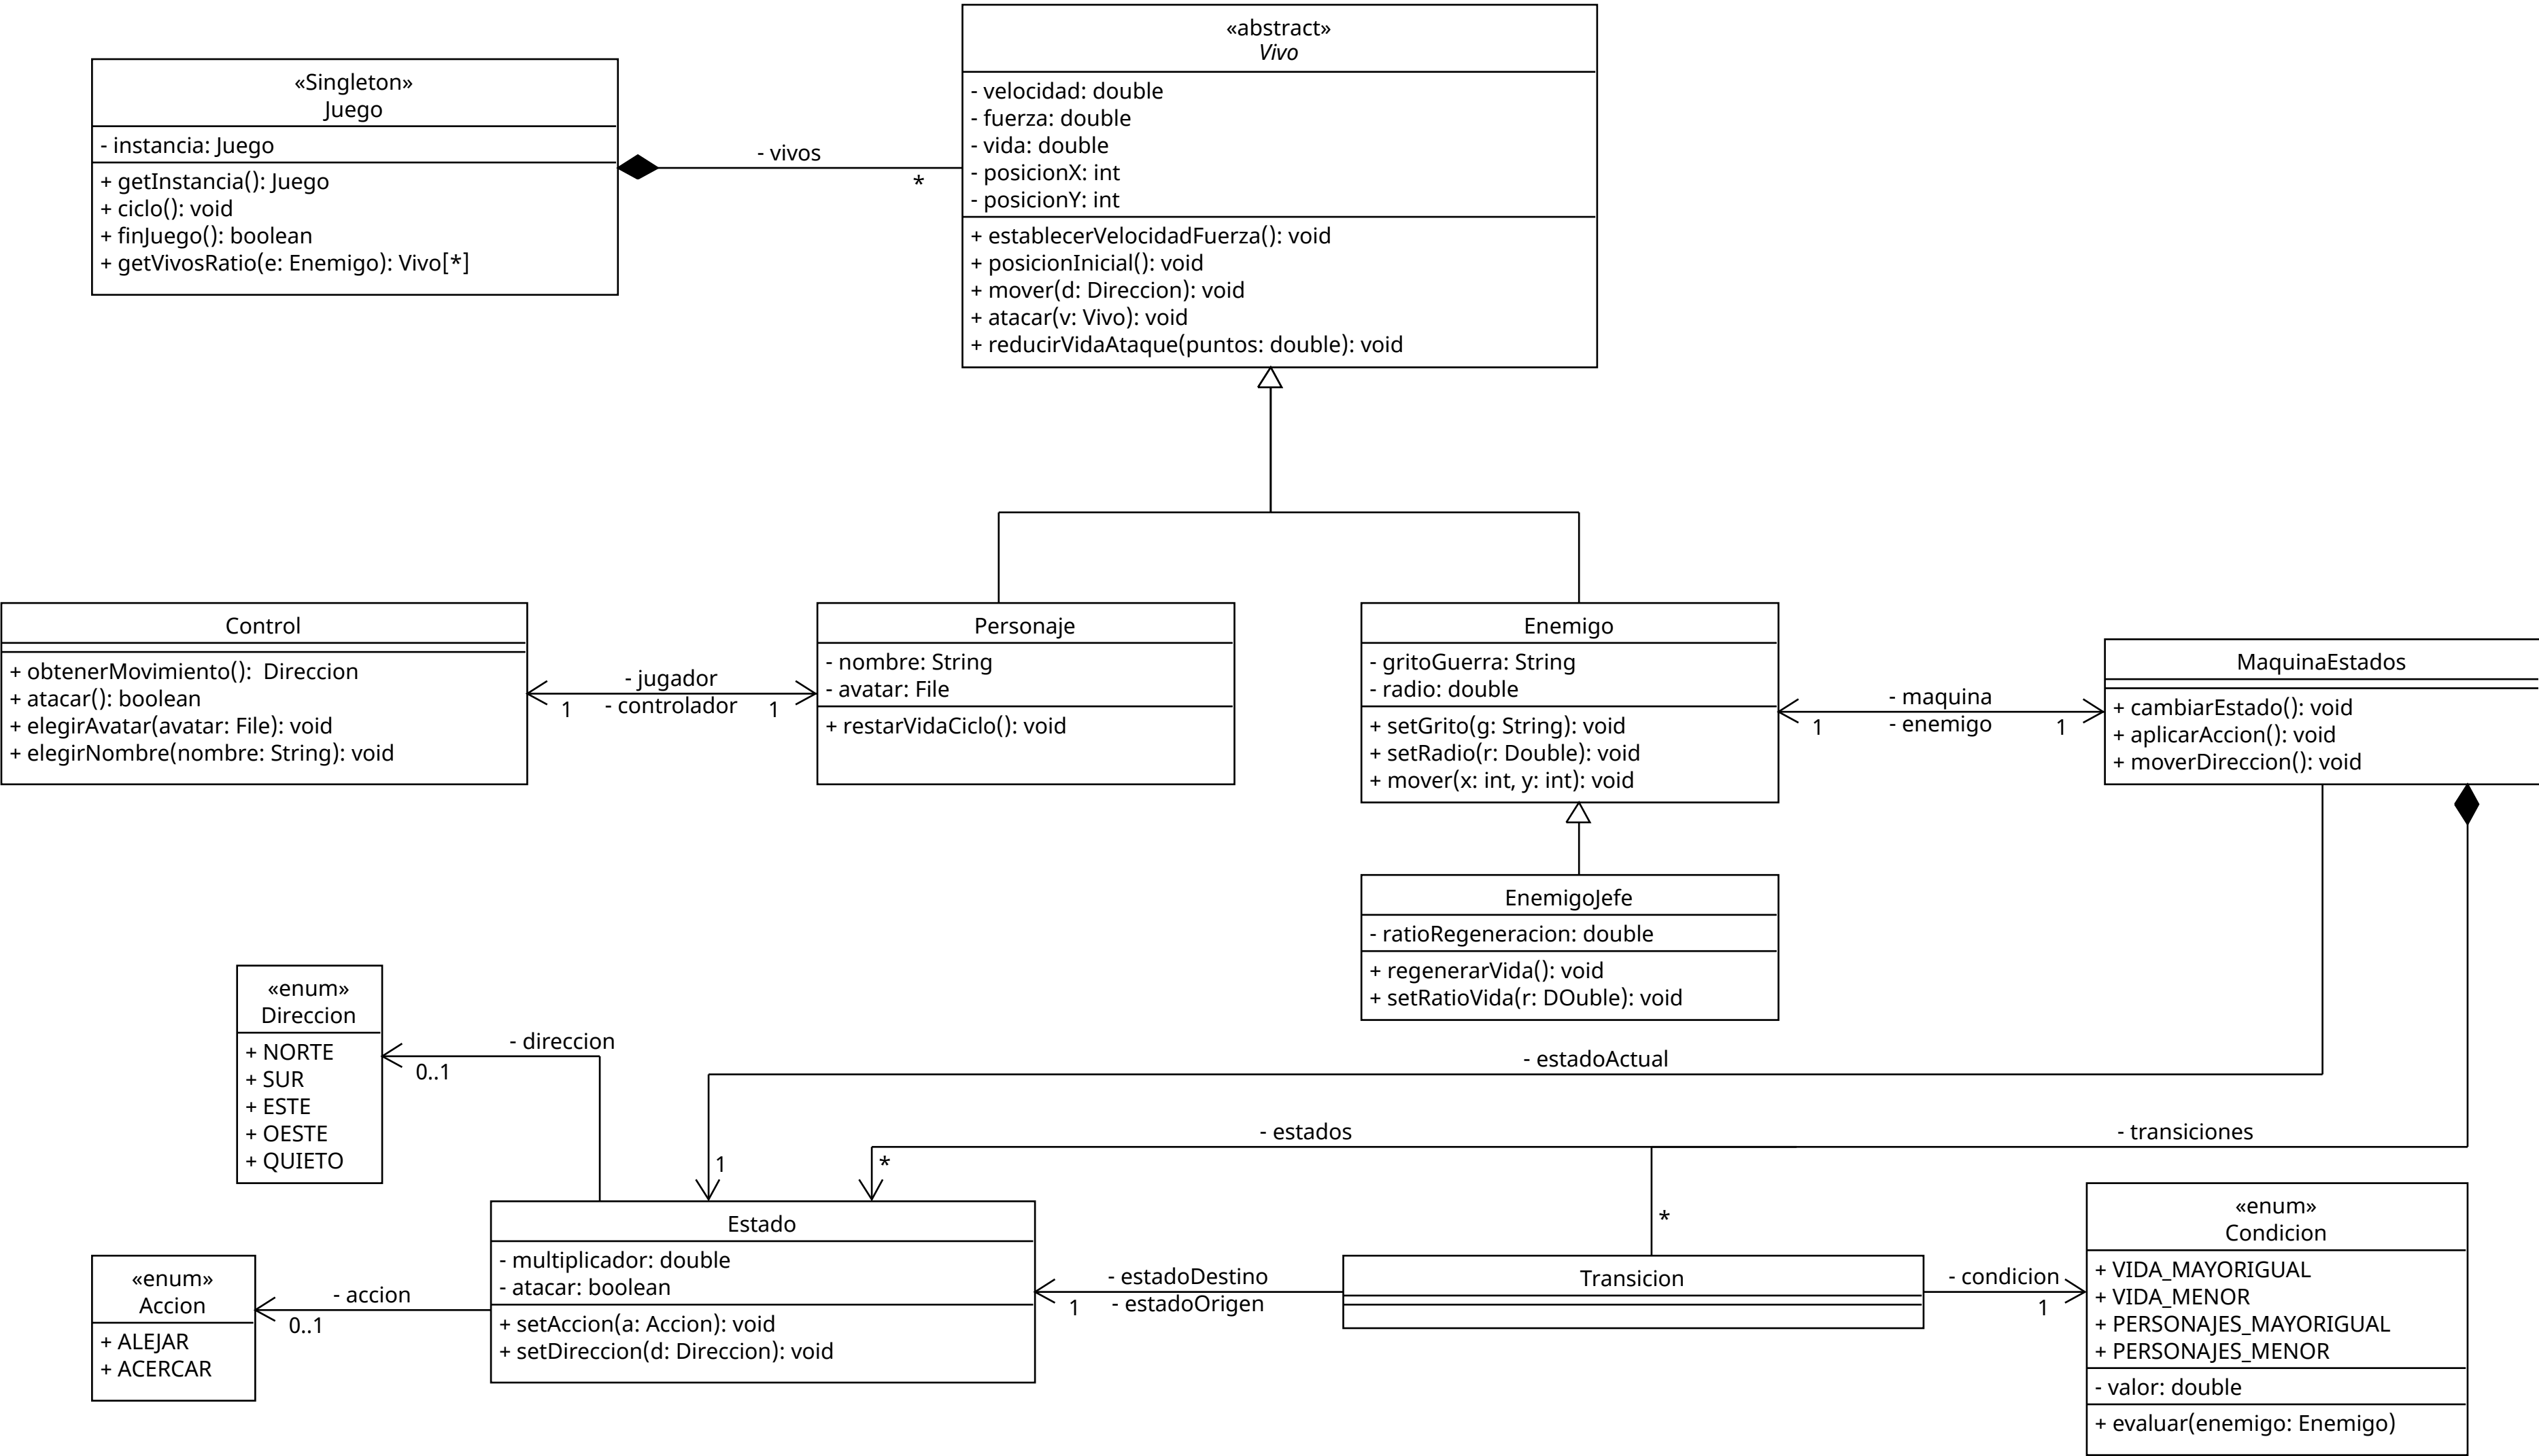 «abstract»
Vivo
- velocidad: double
- fuerza: double
- vida: double
- posicionX: int
- posicionY: int
+ establecerVelocidadFuerza(): void
+ posicionInicial(): void
+ mover(d: Direccion): void
+ atacar(v: Vivo): void
+ reducirVidaAtaque(puntos: double): void
«Singleton»
Juego
- instancia: Juego
+ getInstancia(): Juego
+ ciclo(): void
+ finJuego(): boolean
+ getVivosRatio(e: Enemigo): Vivo[*]
- vivos
*
Control
+ obtenerMovimiento():  Direccion
+ atacar(): boolean
+ elegirAvatar(avatar: File): void
+ elegirNombre(nombre: String): void
- jugador
- controlador
1
1
Personaje
- nombre: String
- avatar: File
+ restarVidaCiclo(): void
Enemigo
- gritoGuerra: String
- radio: double
+ setGrito(g: String): void
+ setRadio(r: Double): void
+ mover(x: int, y: int): void
- maquina
- enemigo
1
1
MaquinaEstados
+ cambiarEstado(): void
+ aplicarAccion(): void
+ moverDireccion(): void
EnemigoJefe
- ratioRegeneracion: double
+ regenerarVida(): void
+ setRatioVida(r: DOuble): void
«enum»
Direccion
+ NORTE
+ SUR
+ ESTE
+ OESTE
+ QUIETO
- direccion
0..1
- estadoActual
1
- estados
*
- transiciones
*
«enum»
Accion
+ ALEJAR
+ ACERCAR
- accion
0..1
Estado
- multiplicador: double
- atacar: boolean
+ setAccion(a: Accion): void
+ setDireccion(d: Direccion): void
- estadoDestino
- estadoOrigen
1
Transicion
- condicion
1
«enum»
Condicion
+ VIDA_MAYORIGUAL
+ VIDA_MENOR
+ PERSONAJES_MAYORIGUAL
+ PERSONAJES_MENOR
- valor: double
+ evaluar(enemigo: Enemigo)